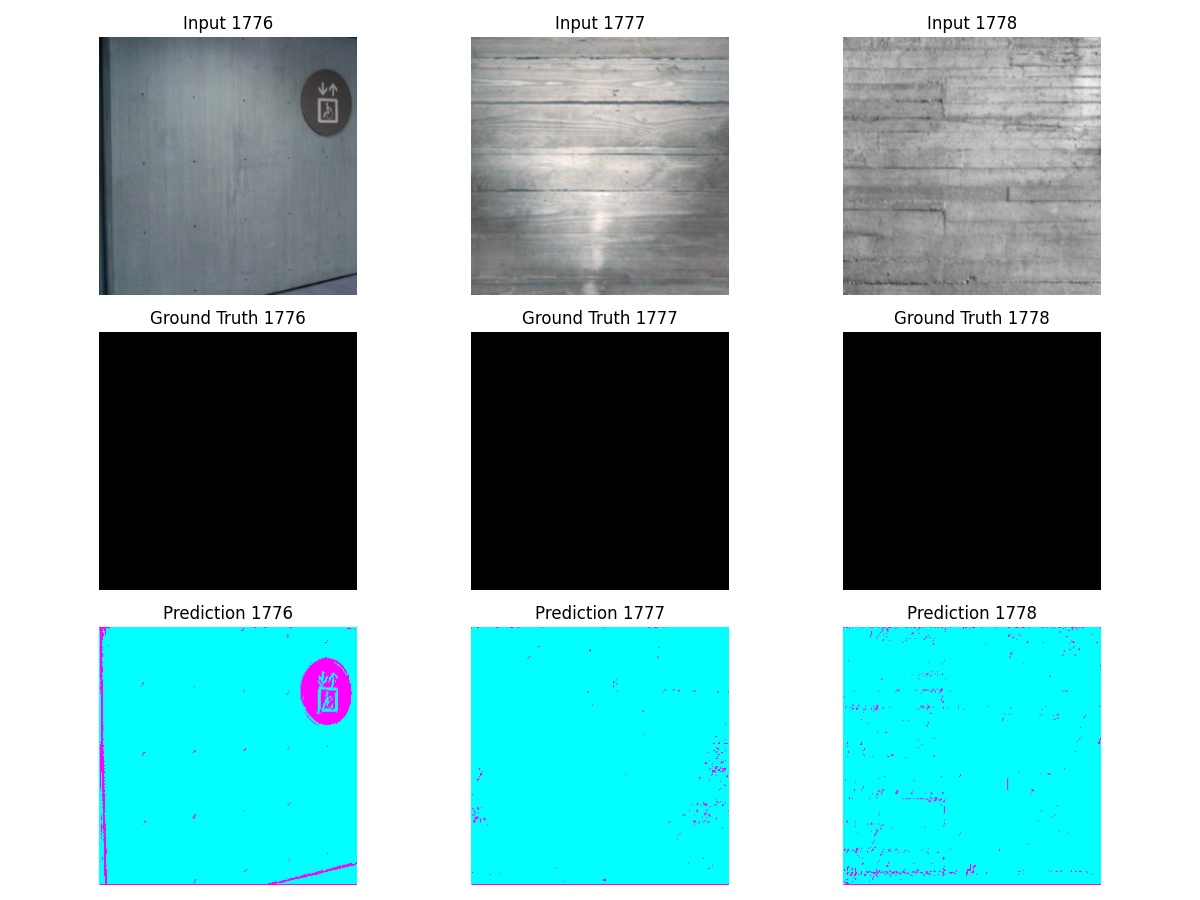 Input 1776
Input 1777
Input 1778
Ground Truth 1776
Ground Truth 1777
Ground Truth 1778
Prediction 1776
Prediction 1777
Prediction 1778